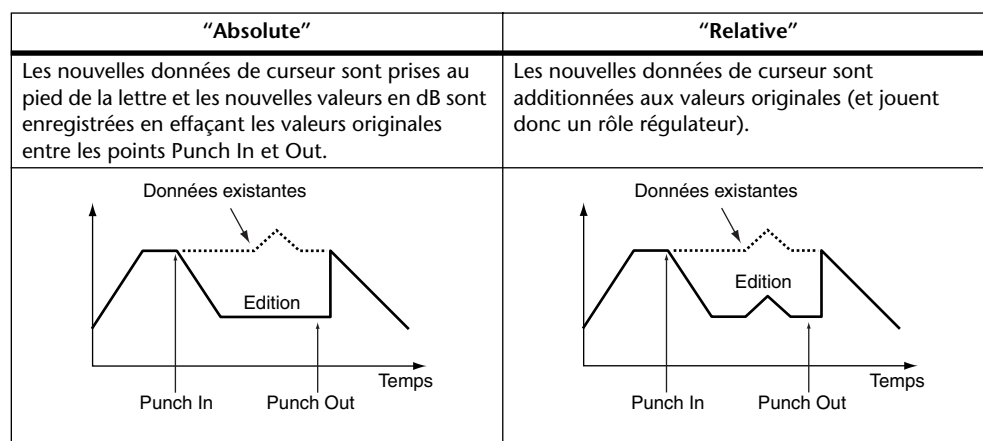 “Absolute”
“Relative”
Les nouvelles données de curseur sont prises au
pied de la lettre et les nouvelles valeurs en dB sont
enregistrées en effaçant les valeurs originales
entre les points Punch In et Out.
Les nouvelles données de curseur sont
additionnées aux valeurs originales (et jouent
donc un rôle régulateur).
Données existantes
Edition
Temps
Punch In
Punch Out
Données existantes
Edition
Temps
Punch In
Punch Out